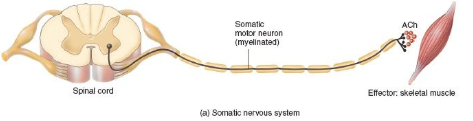 Somatic
motor neuron
(myelinated)
ACh
Spinal cord
Effector: skeletal muscle
(a) Somatic nervous system